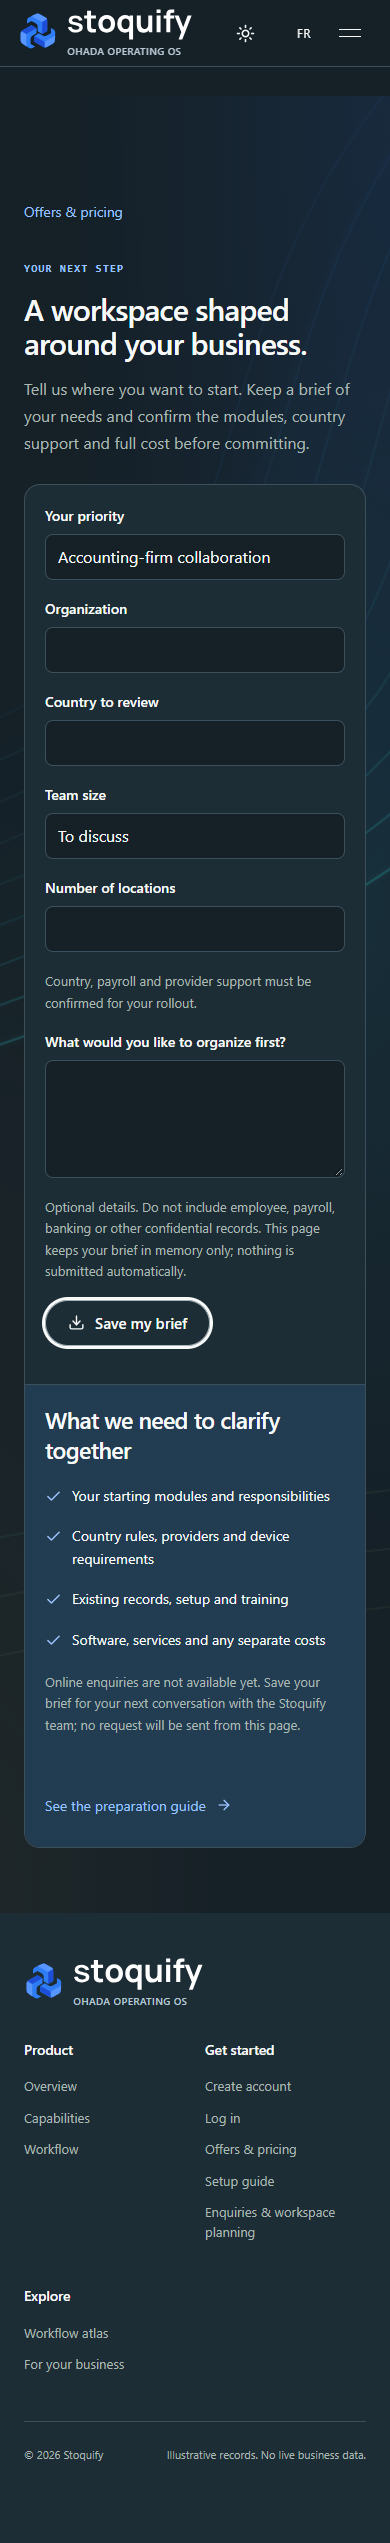 stoquify
OHADA OPERATING OS
FR
Offers & pricing
YOUR NEXT STEP
A workspace shaped
around your business.
Tell us where you want to start. Keep a brief of
your needs and confirm the modules, country
support and full cost before committing.
Your priority
Accounting-firm collaboration
Organization
Country to review
Team size
To discuss
Number of locations
Country, payroll and provider support must be
confirmed for your rollout.
What would you like to organize first?
Optional details. Do not include employee, payroll,
banking or other confidential records. This page
keeps your brief in memory only; nothing is
submitted automatically.
Save my brief
What we need to clarify
together
Your starting modules and responsibilities
Country rules, providers and device
requirements
Existing records, setup and training
Software, services and any separate costs
Online enquiries are not available yet. Save your
brief for your next conversation with the Stoquify
team; no request will be sent from this page.
See the preparation guide
stoquify
OHADA OPERATING OS
Product
Overview
Capabilities
Workflow
Get started
Create account
Log in
Offers & pricing
Setup guide
Enquiries & workspace
planning
Explore
Workflow atlas
For your business
© 2026 Stoquify
Illustrative records. No live business data.